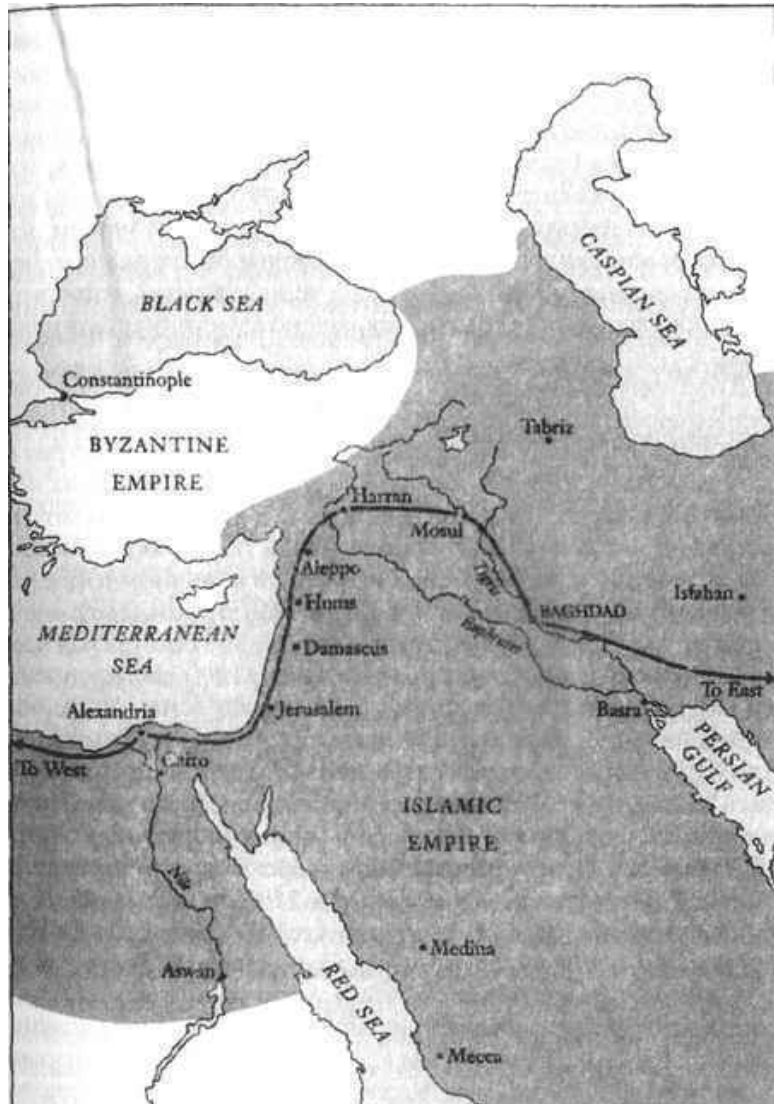 BLACK SEA
CASPIAN SEA
Constantinople
BYZANTINE
EMPIRE
Tabriz
Harran
Mosul
Aleppo
Tigris
Isfahan
Homs
BAGHDAD
MEDITERRANEAN
SEA
Euphrates
Damascus
To East
Alexandria
Jerusalem
Basra
To West
Cairo
PERSIAN
GULF
ISLAMIC
EMPIRE
Nile
Medina
Aswan
RED SEA
Mecca